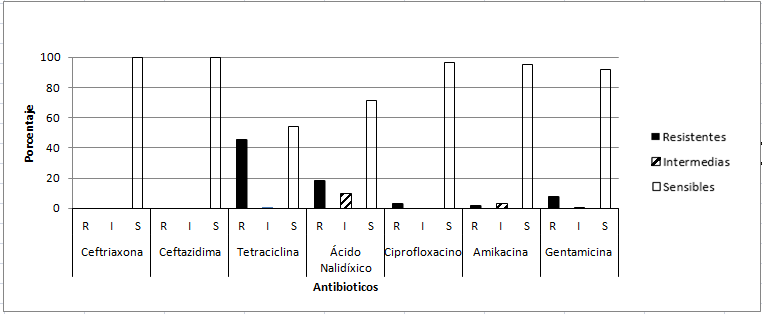 100
80
60
40
20
0
Porcentaje
R I S R I S R I S R I S R I S R I S R I S
Ceftriaxona Ceftazidima Tetraciclina Ácido Nalidíxico Ciprofloxacino Amikacina Gentamicina
Antibioticos
Resistentes
Intermedias
Sensibles